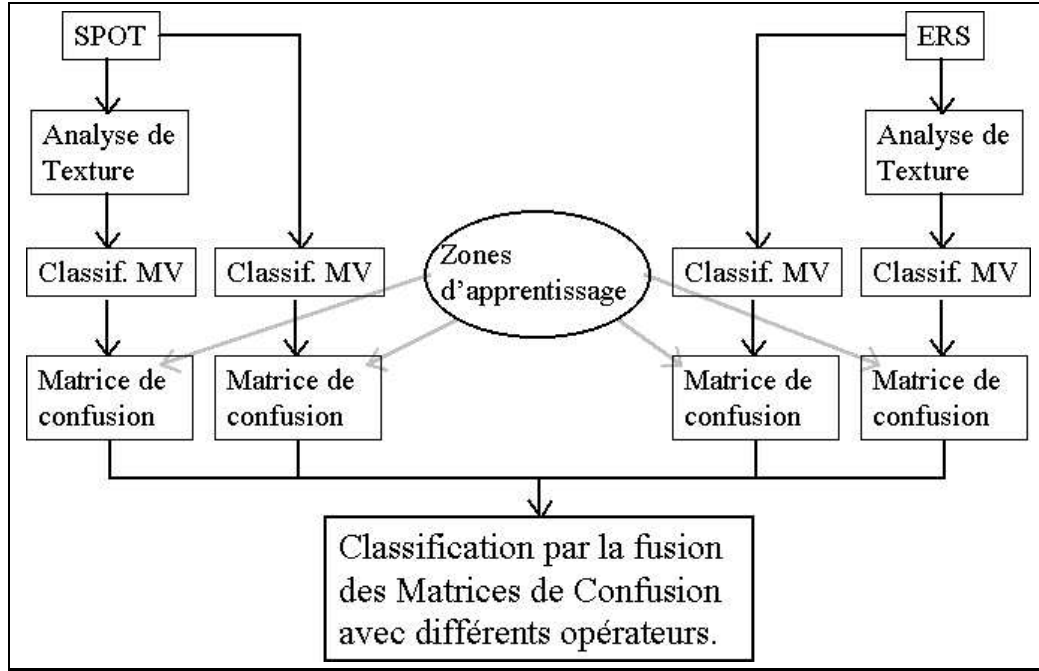 SPOT
ERS
Analyse de
Texture
Analyse de
Texture
Classif. MV
Classif. MV
Zones
d'apprentissage
Classif. MV
Classif. MV
Matrice de
confusion
Matrice de
confusion
Matrice de
confusion
Matrice de
confusion
Classification par la fusion
des Matrices de Confusion
avec différents opérateurs.